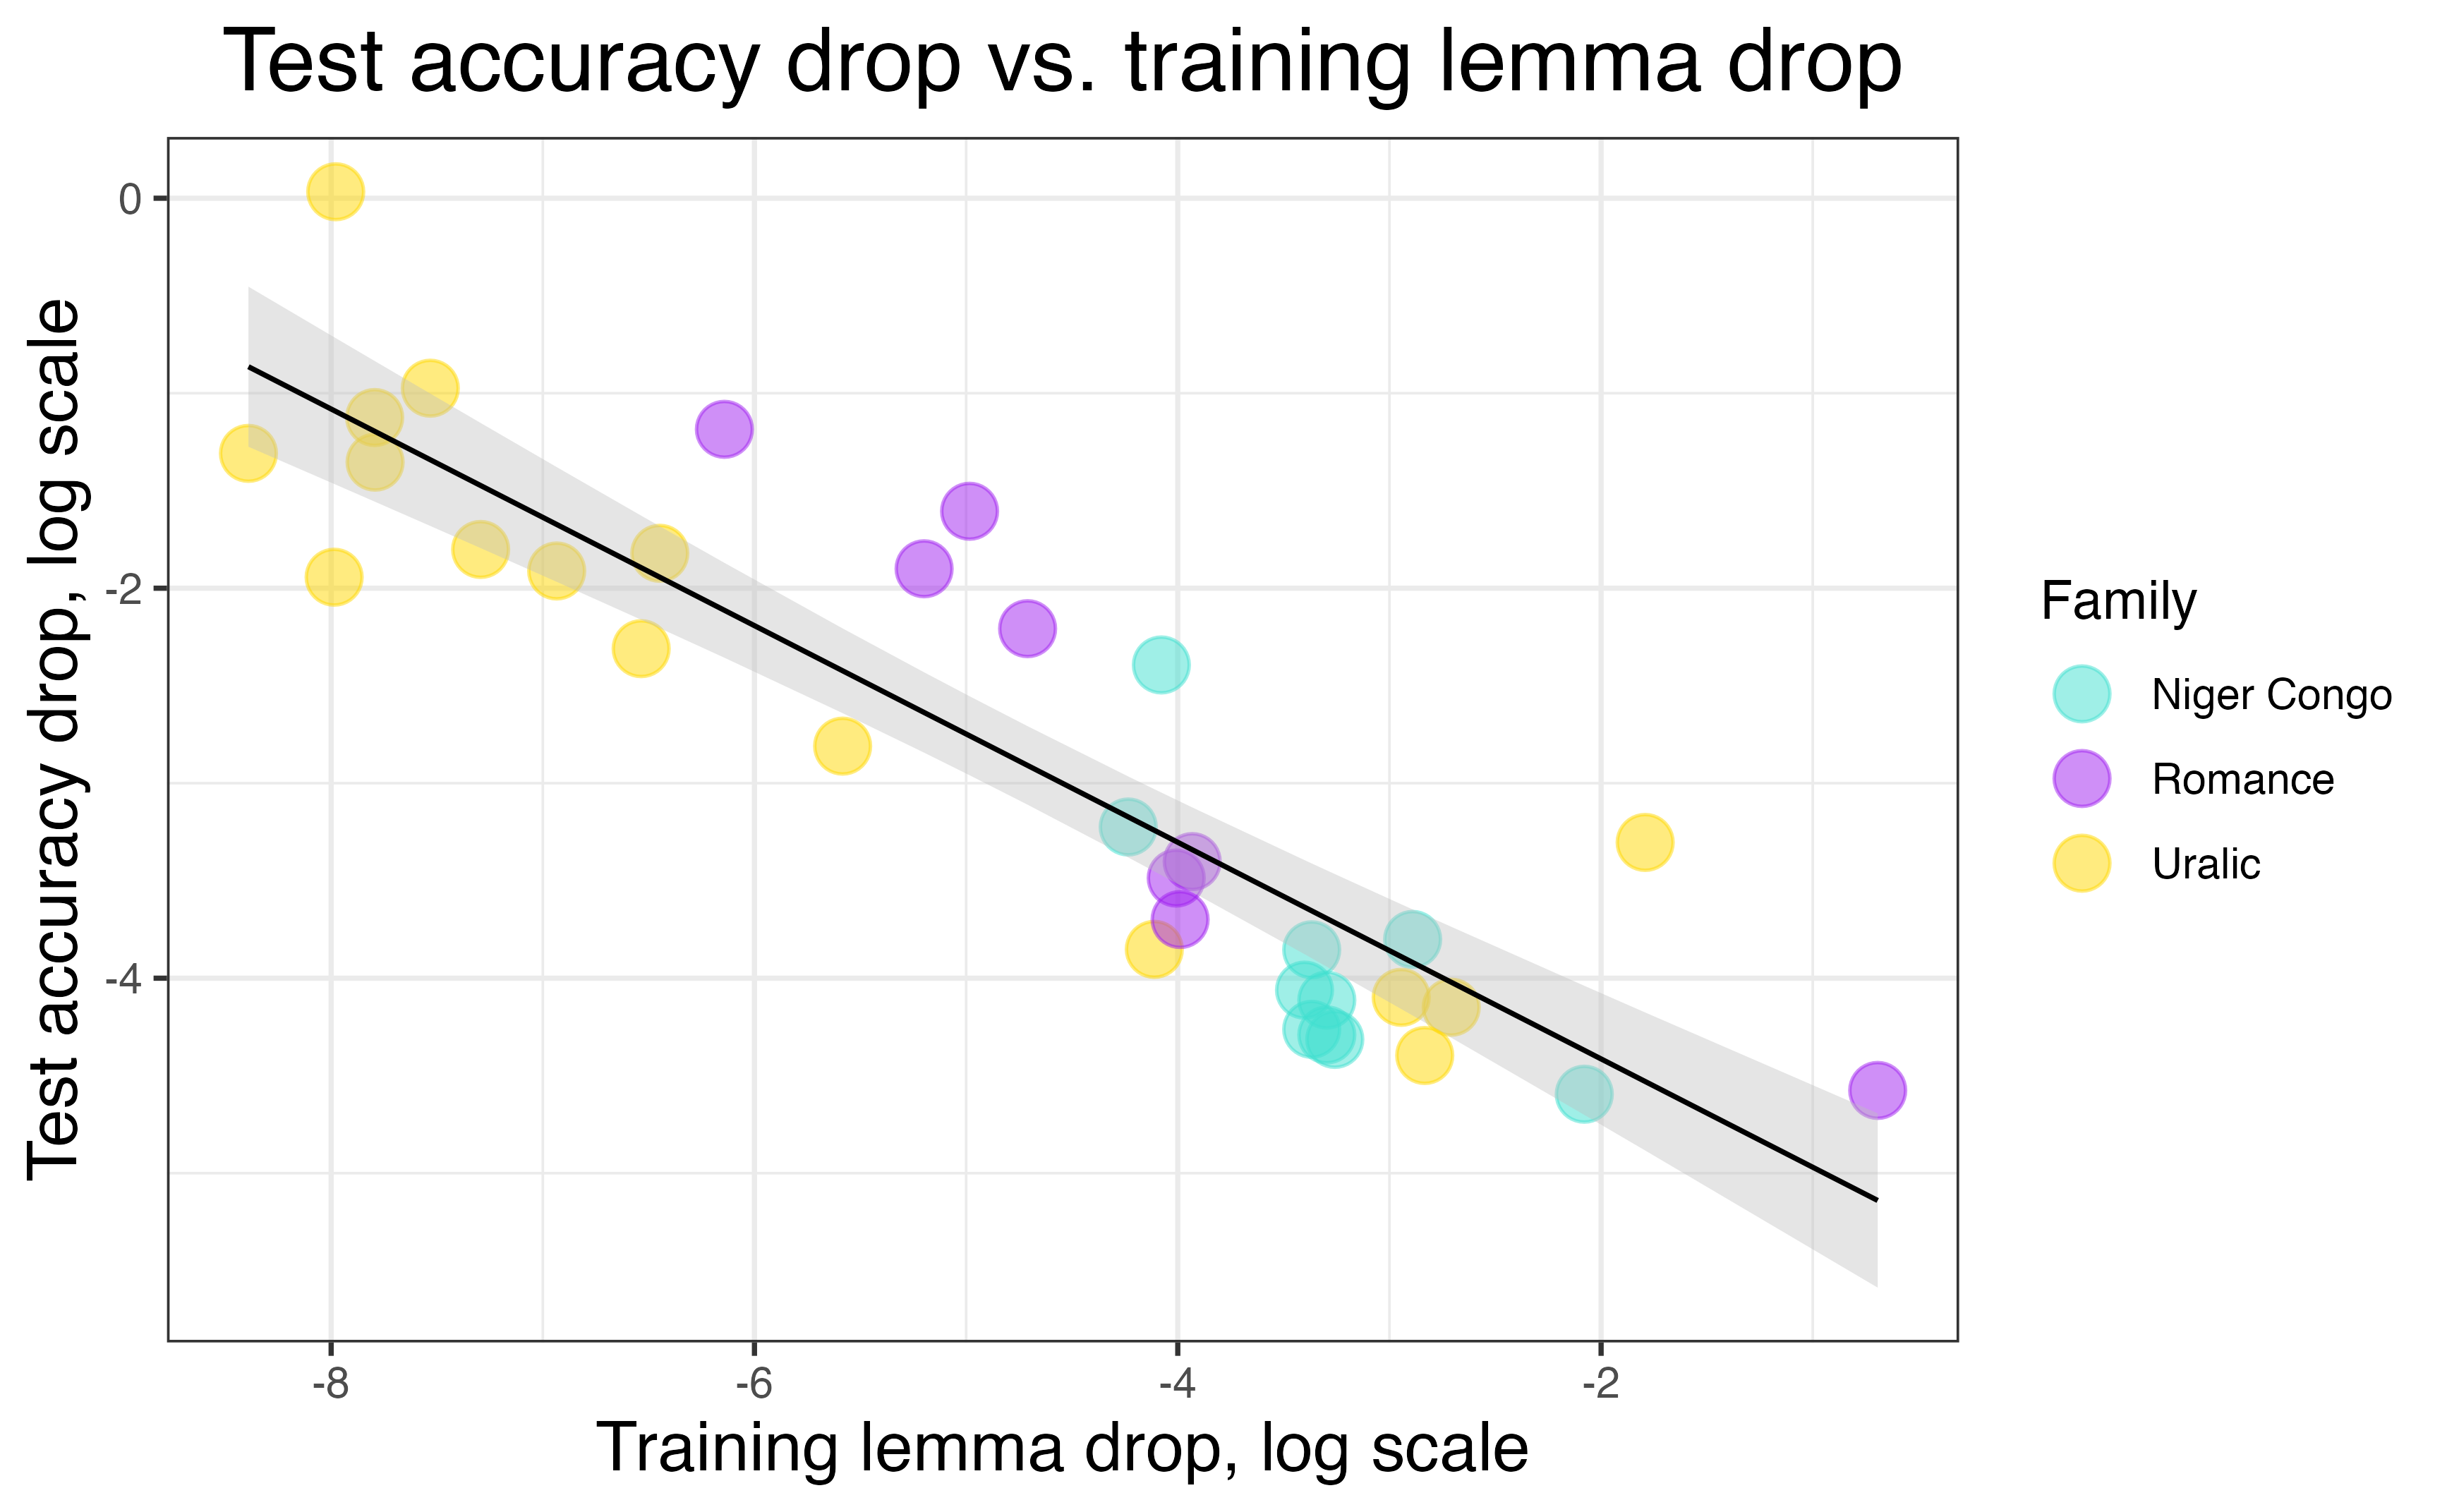 Test accuracy drop vs. training lemma drop
Test accuracy drop, log scale
0
-2
-4
-8
-6
-4
-2
Training lemma drop, log scale
Family
Niger Congo
Romance
Uralic